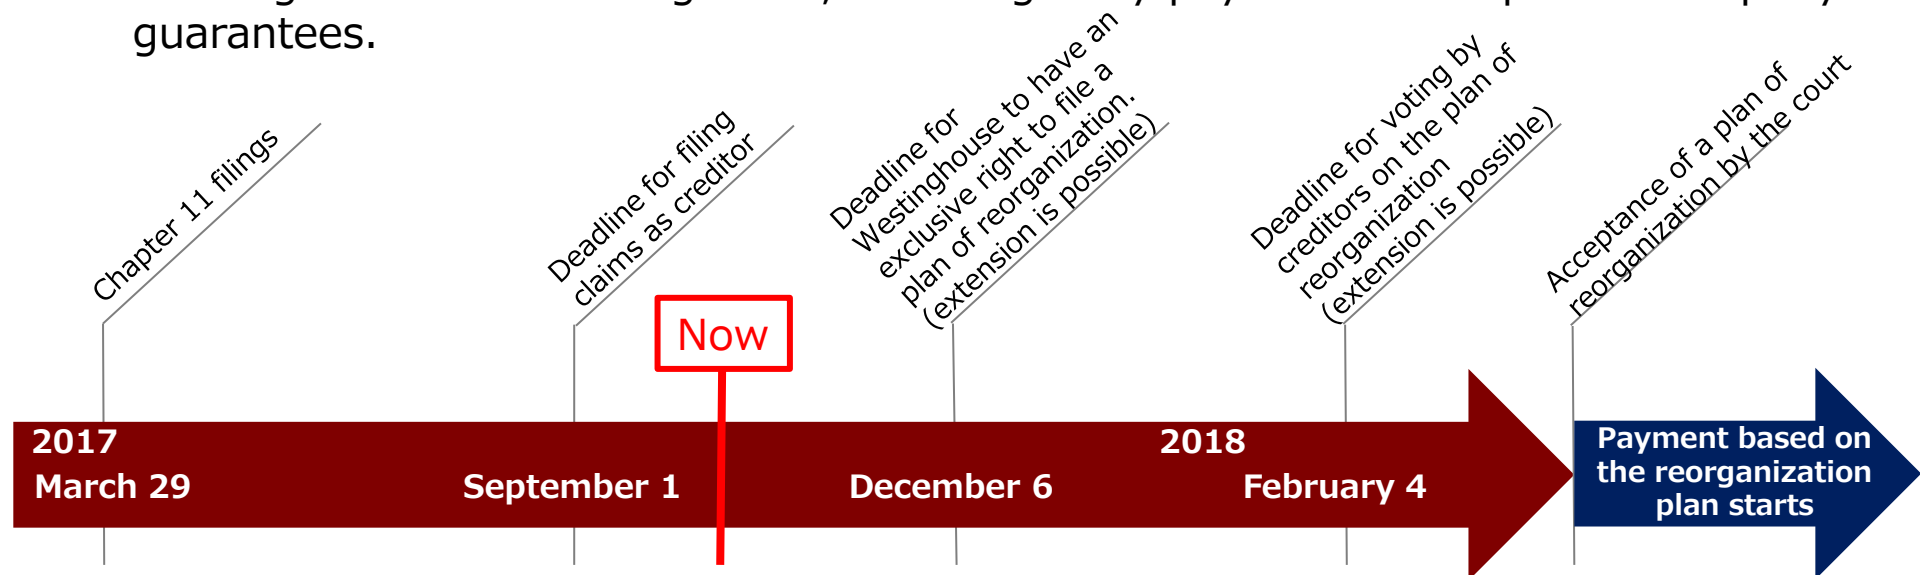 guarantees.
Chapter 11 filings
Deadline for filing
claims as creditor
Now
Deadline for
Westinghouse to have an
exclusive right to file a
plan of reorganization.
(extension is possible)
Deadline for voting by
creditors on the plan of
reorganization
(extension is possible)
Acceptance of a plan of
reorganization by the court
2017
March 29
September 1
December 6
2018
February 4
Payment based on
the reorganization
plan starts